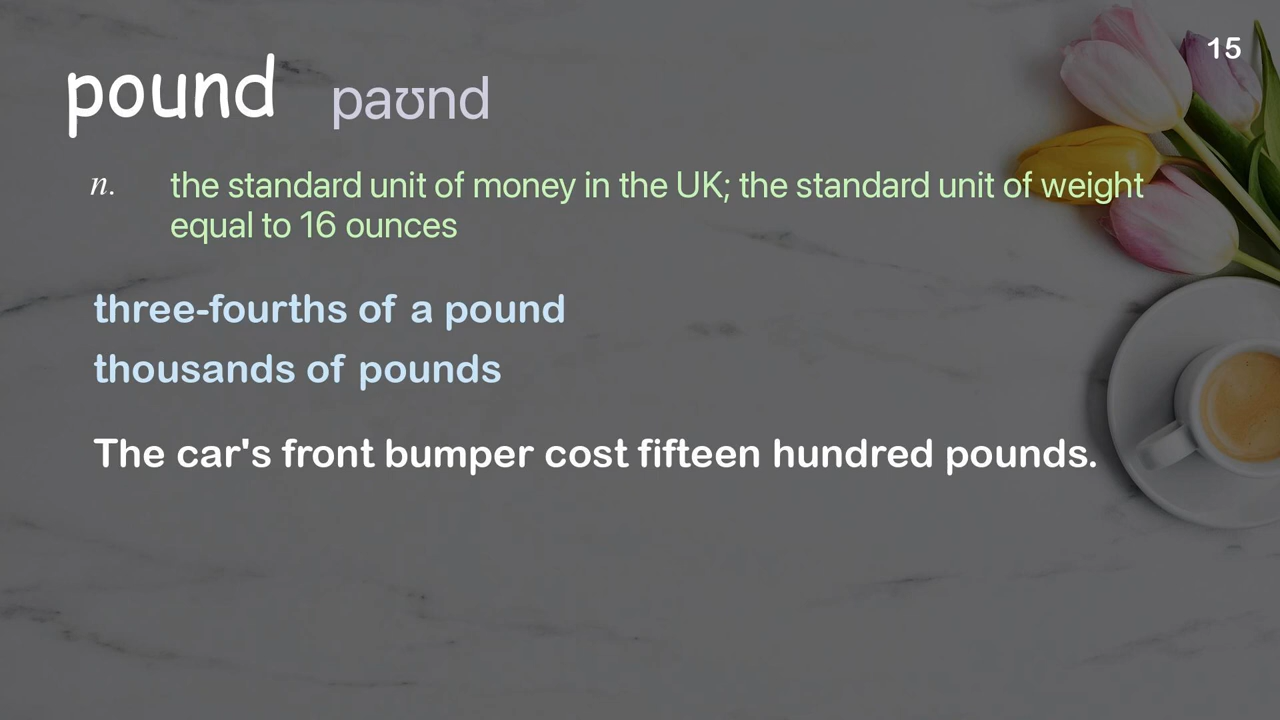 15
pound paʊnd
n. the standard unit of money in the UK; the standard unit of weight
equal to 16 ounces
three-fourths of a pound
thousands of pounds
The car's front bumper cost fifteen hundred pounds.